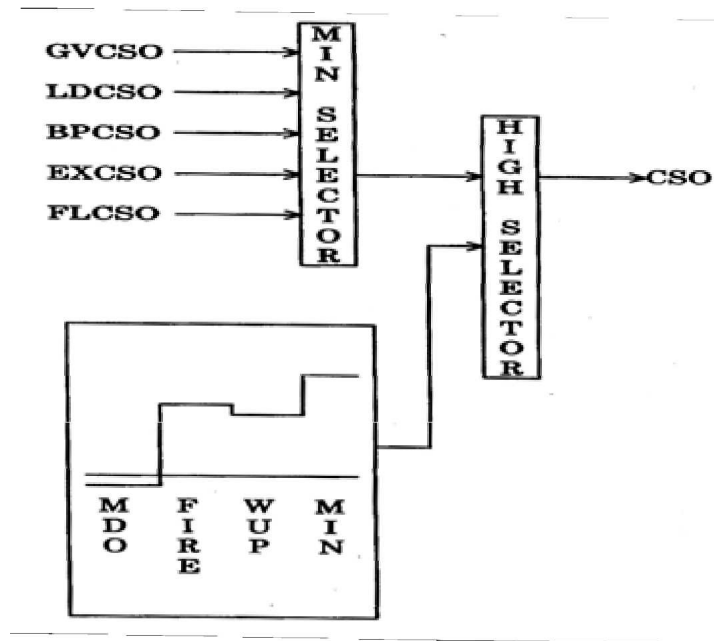 GVCSO
LDCSO
BPCSO
EXCSO
FLCSO
MIN SELECTOR
HIGH SELECTOR
CSO
MDO
FIRE
WUP
MIN